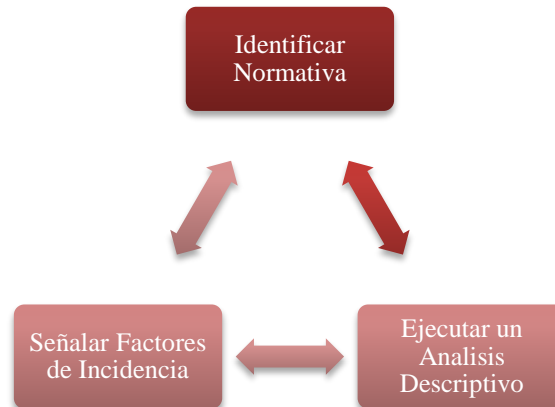 Identificar
Normativa
Señalar Factores
de Incidencia
Ejecutar un
Analisis
Descriptivo